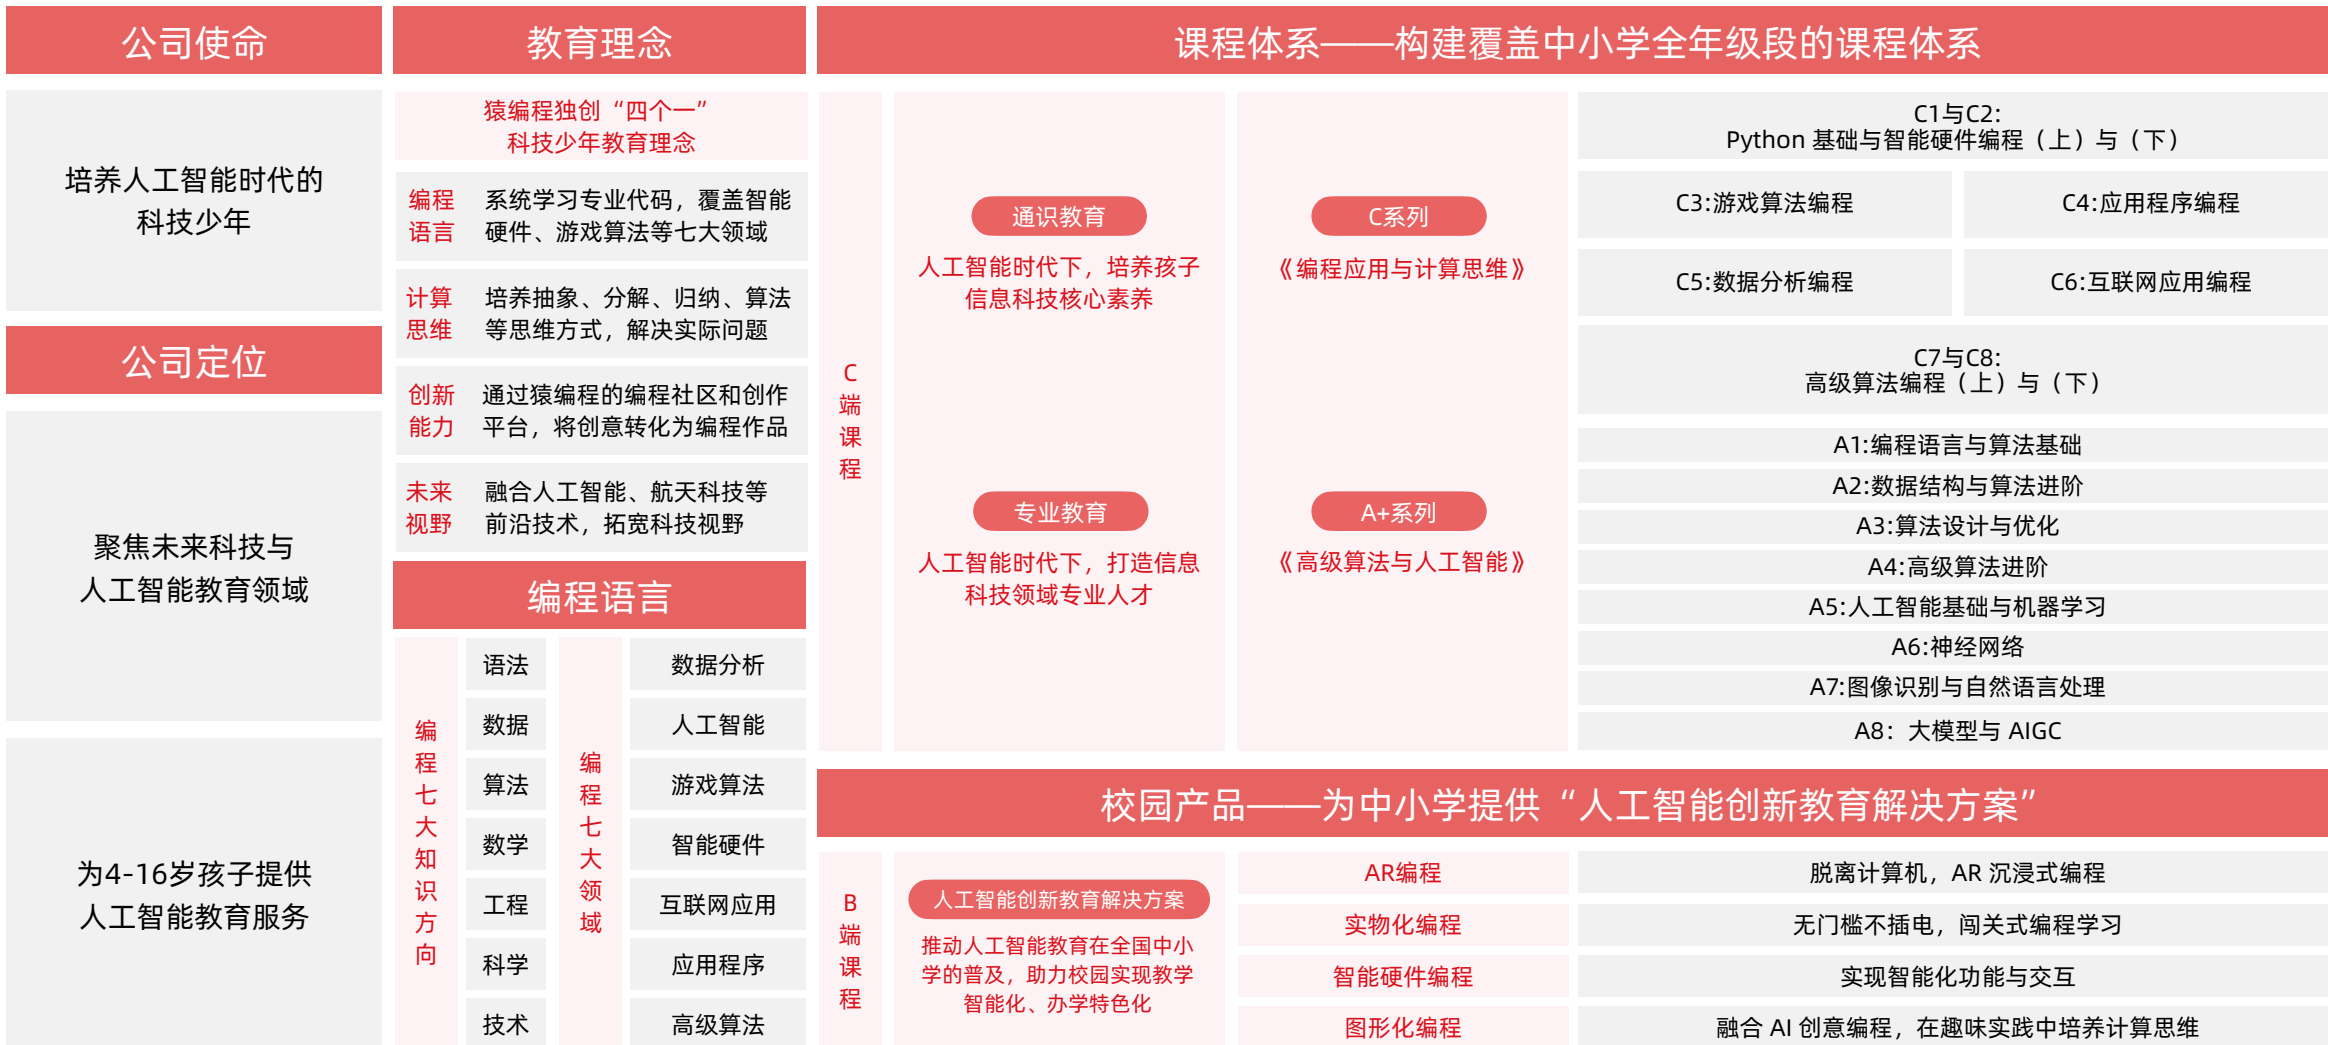 公司使命
培养人工智能时代的
科技少年
公司定位
聚焦未来科技与
人工智能教育领域
为4-16岁孩子提供
人工智能教育服务
教育理念
猿编程独创“四个一”
科技少年教育理念
编程
语言
系统学习专业代码，覆盖智能
硬件、游戏算法等七大领域
计算
思维
培养抽象、分解、归纳、算法
等思维方式，解决实际问题
创新
能力
通过猿编程的编程社区和创作
平台，将创意转化为编程作品
未来
视野
融合人工智能、航天科技等
前沿技术，拓宽科技视野
编程语言
编程七大知识方向
语法
数据
算法
数学
工程
科学
技术
编程七大领域
数据分析
人工智能
游戏算法
智能硬件
互联网应用
应用程序
高级算法
课程体系——构建覆盖中小学全年级段的课程体系
C端课程
通识教育
人工智能时代下，培养孩子
信息科技核心素养
专业教育
人工智能时代下，打造信息
科技领域专业人才
C系列
《编程应用与计算思维》
A+系列
《高级算法与人工智能》
C1与C2:
Python 基础与智能硬件编程（上）与（下）
C3:游戏算法编程
C4:应用程序编程
C5:数据分析编程
C6:互联网应用编程
C7与C8:
高级算法编程（上）与（下）
A1:编程语言与算法基础
A2:数据结构与算法进阶
A3:算法设计与优化
A4:高级算法进阶
A5:人工智能基础与机器学习
A6:神经网络
A7:图像识别与自然语言处理
A8：大模型与 AIGC
校园产品——为中小学提供“人工智能创新教育解决方案”
B端课程
人工智能创新教育解决方案
推动人工智能教育在全国中小
学的普及，助力校园实现教学
智能化、办学特色化
AR编程
脱离计算机，AR 沉浸式编程
实物化编程
无门槛不插电，闯关式编程学习
智能硬件编程
实现智能化功能与交互
图形化编程
融合 AI 创意编程，在趣味实践中培养计算思维